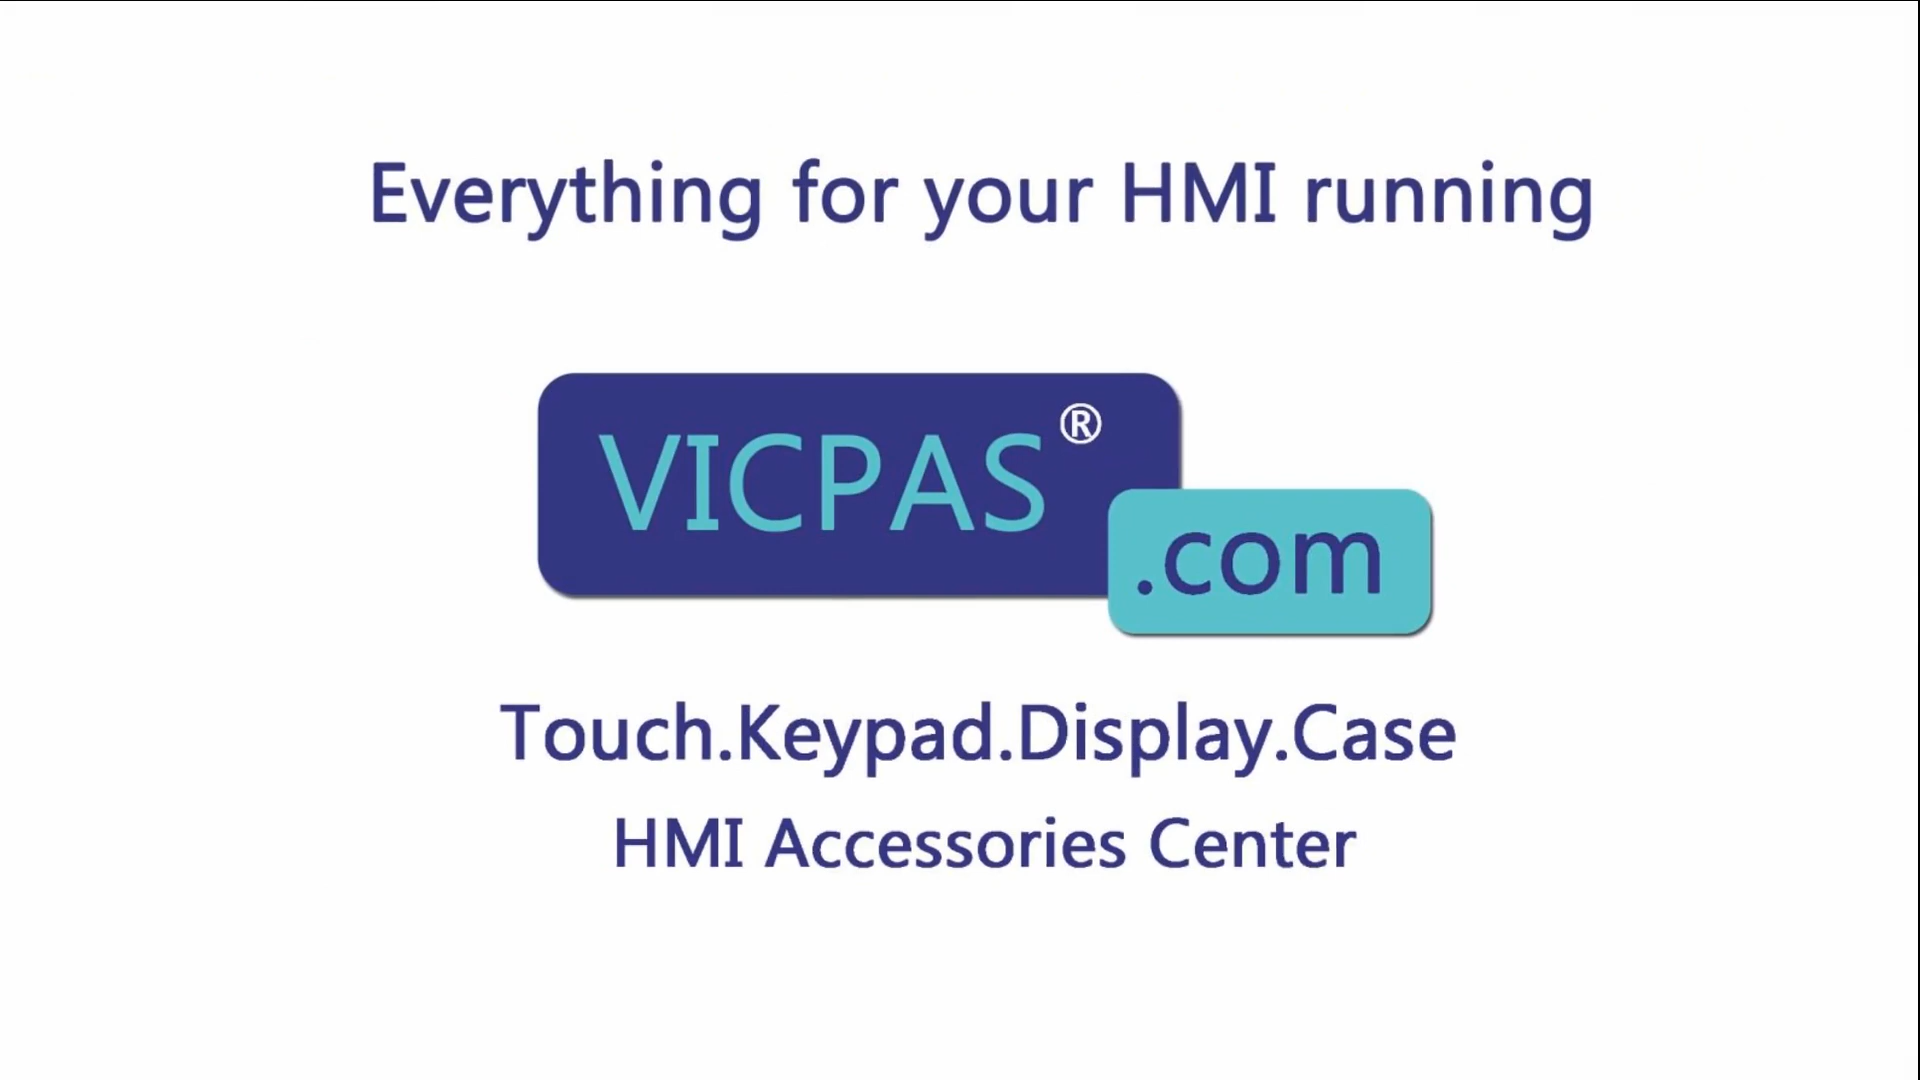 Everything for your HMI running
VICPAS®
.com
Touch.Keypad.Display.Case
HMI Accessories Center